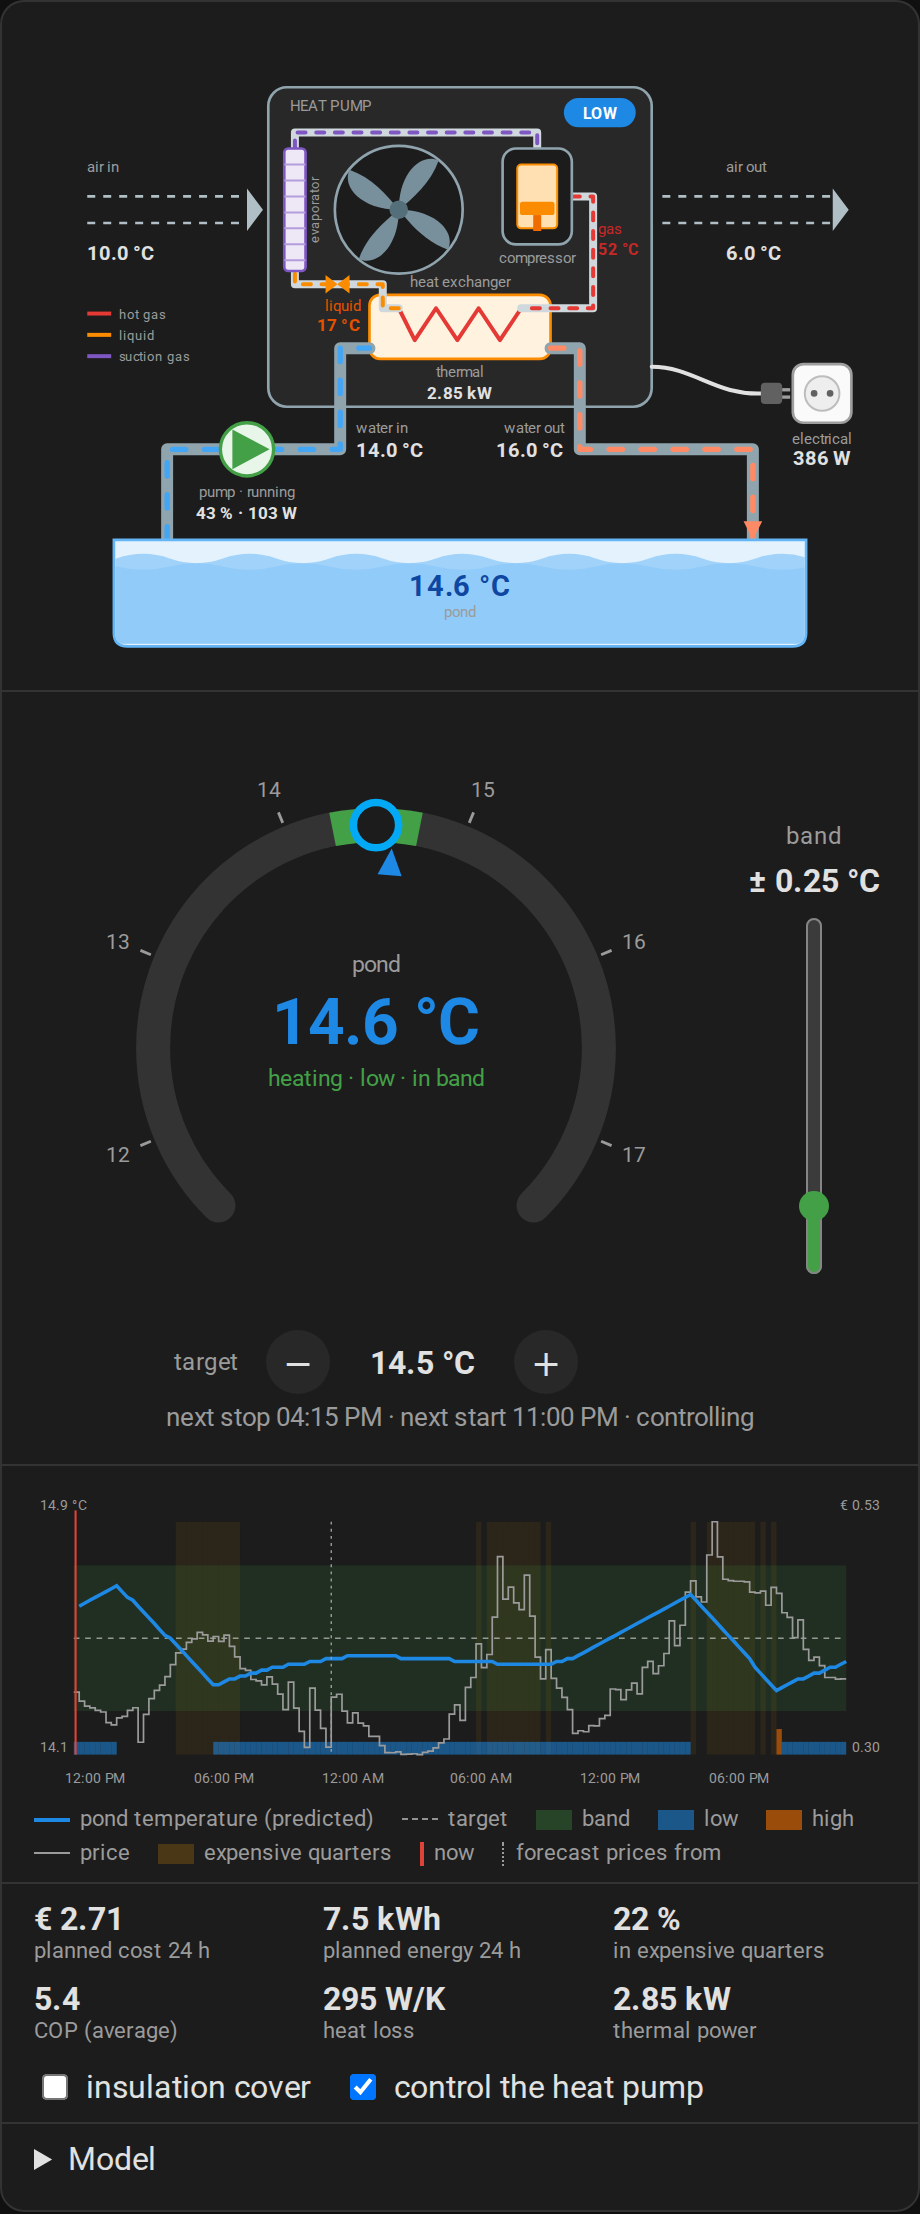 HEAT PUMP
LOW
air in
10.0 °C
evaporator
compressor
gas
52 °C
air out
6.0 °C
heat exchanger
liquid
17 °C
hot gas
liquid
suction gas
thermal
2.85 kW
water in
14.0 °C
water out
16.0 °C
electrical
386 W
pump · running
43 % · 103 W
14.6 °C
pond
14
15
13
16
12
17
pond
14.6 °C
heating · low · in band
band
± 0.25 °C
target
−
14.5 °C
+
next stop 04:15 PM · next start 11:00 PM · controlling
14.9 °C
€ 0.53
14.1
0.30
12:00 PM
06:00 PM
12:00 AM
06:00 AM
12:00 PM
06:00 PM
pond temperature (predicted)
target
band
low
high
price
expensive quarters
now
forecast prices from
€ 2.71
planned cost 24 h
7.5 kWh
planned energy 24 h
22 %
in expensive quarters
5.4
COP (average)
295 W/K
heat loss
2.85 kW
thermal power
insulation cover
control the heat pump
Model